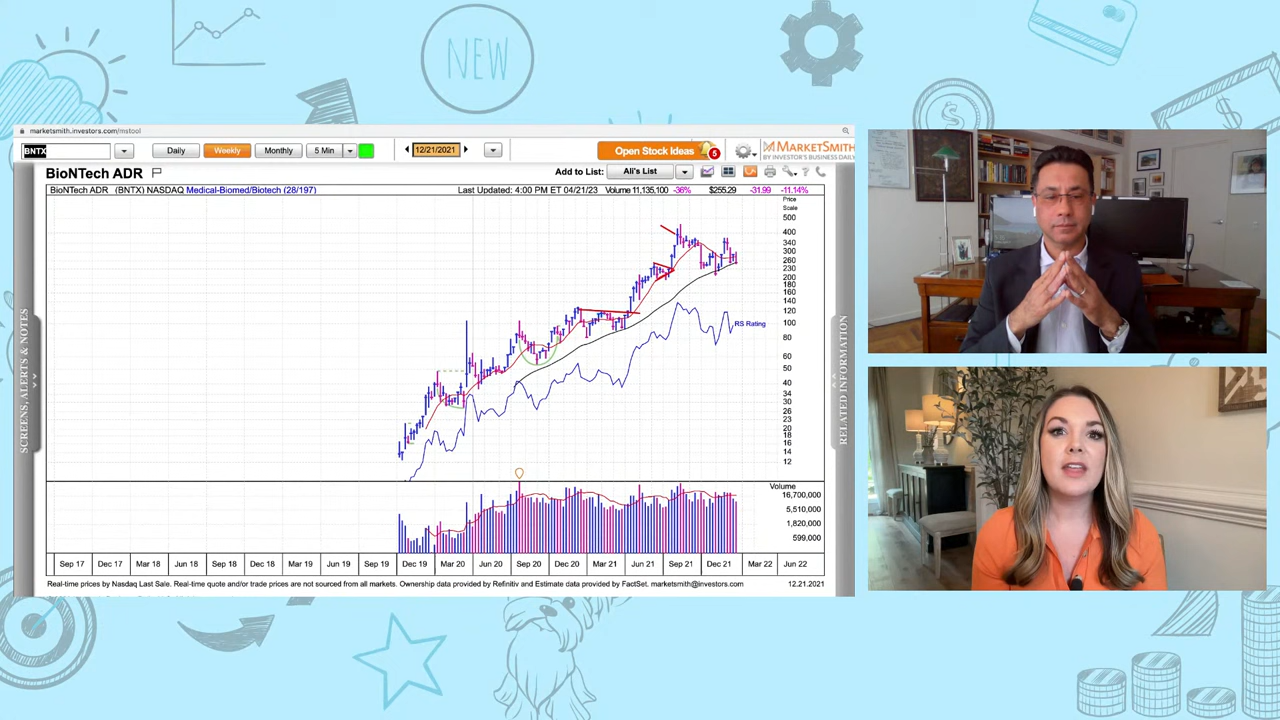 NEW
marketsmith.investors.com/mstool
BNTX
Daily
Weekly
Monthly
5 Min
12/21/2021
Open Stock Ideas
5
MARKETSMITH
BY INVESTOR'S BUSINESS DAILY
BioNTech ADR
Add to List:
Ali's List
BioNTech ADR (BNTX) NASDAQ Medical-Biomed/Biotech (28/197)
Last Updated: 4:00 PM ET 04/21/23
Volume 11,135,100
-36%
$255.29
-31.99
-11.14%
Price
Scale
500
400
340
300
260
230
200
180
160
140
120
100
80
60
50
40
34
30
26
23
20
18
16
14
12
RS Rating
SCREENS, ALERTS & NOTES
RELATED INFORMATION
Volume
16,700,000
5,510,000
1,820,000
599,000
Sep 17
Dec 17
Mar 18
Jun 18
Sep 18
Dec 18
Mar 19
Jun 19
Sep 19
Dec 19
Mar 20
Jun 20
Sep 20
Dec 20
Mar 21
Jun 21
Sep 21
Dec 21
Mar 22
Jun 22
Real-time prices by Nasdaq Last Sale. Real-time quote and/or trade prices are not sourced from all markets. Ownership data provided by Refinitiv and Estimate data provided by FactSet. marketsmith@investors.com
12.21.2021